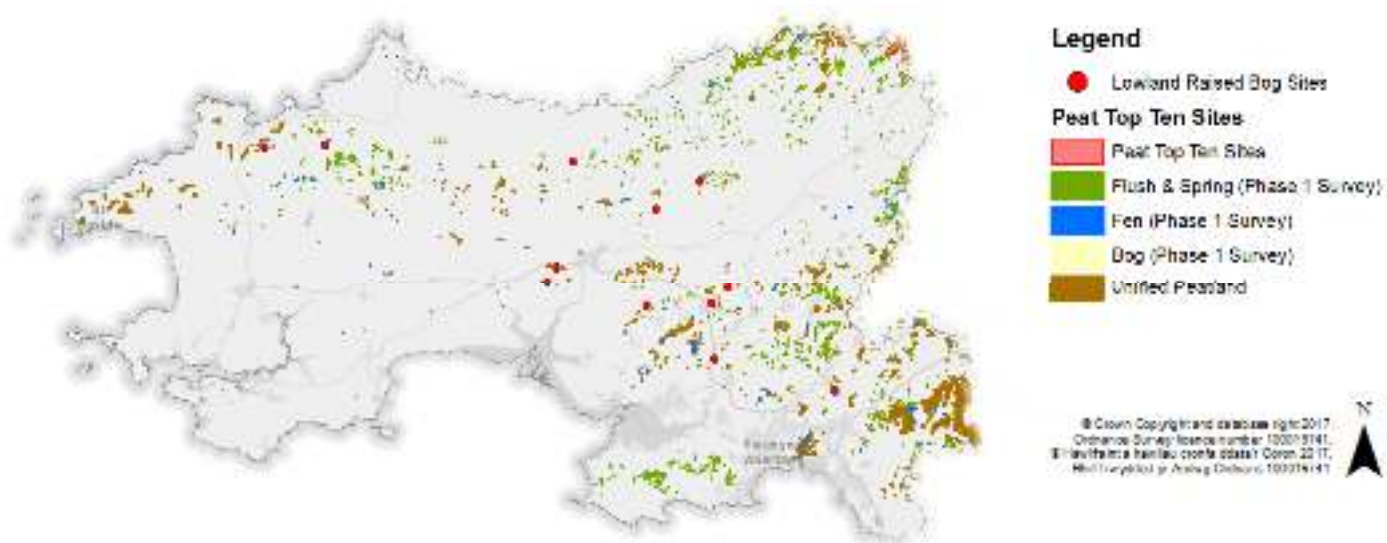 Legend
Lowland Raised Bog Sites
Peat Top Ten Sites
Peat Top Ten Sites
Flush & Spring (Phase 1 Survey)
Fen (Phase 1 Survey)
Bog (Phase 1 Survey)
Unified Peatland
N
© Crown Copyright and database right 2017.
Ordnance Survey licence number